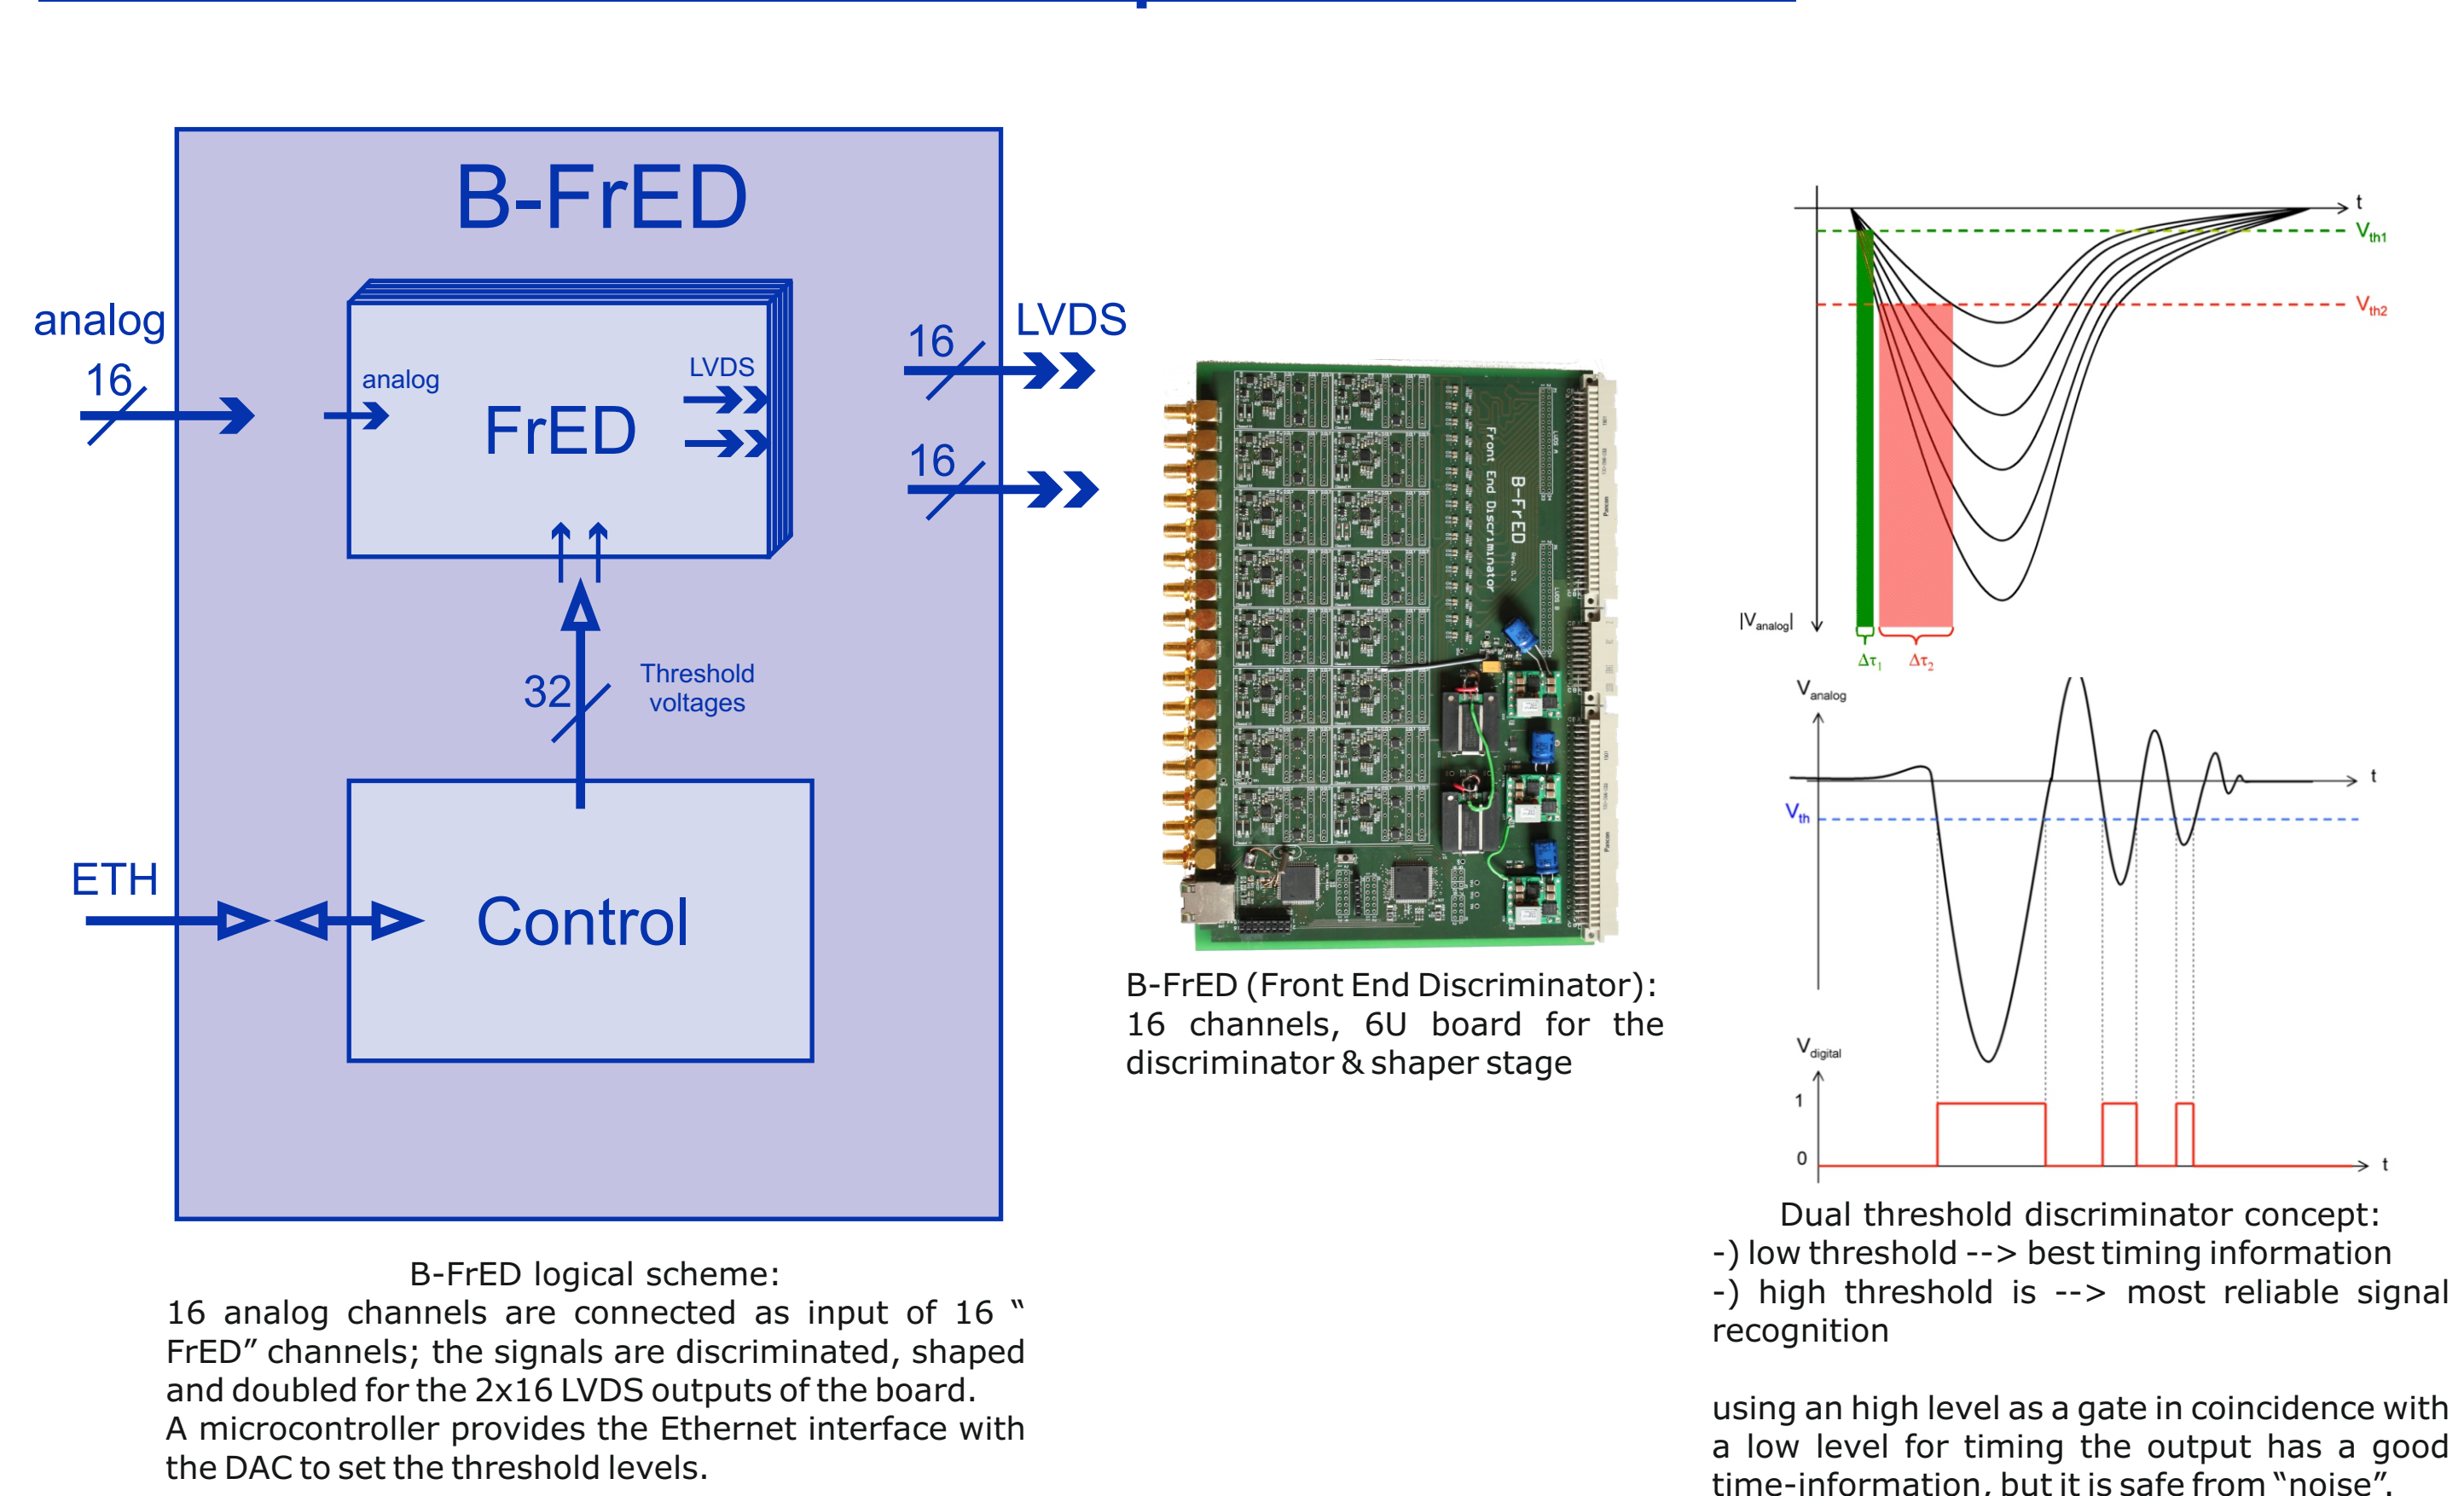 B-FrED
analog
16
analog
LVDS
FrED
16
LVDS
16
32
Threshold
voltages
ETH
Control
B-FrED logical scheme:
16 analog channels are connected as input of 16 “
FrED” channels; the signals are discriminated, shaped
and doubled for the 2x16 LVDS outputs of the board.
A microcontroller provides the Ethernet interface with
the DAC to set the threshold levels.
B-FrED
Rev. 0.2
Front End Discriminator
LVDS A
LVDS B
B-FrED (Front End Discriminator):
16 channels, 6U board for the
discriminator & shaper stage
t
Vth1
Vth2
|Vanalog|
Δτ1
Δτ2
Vanalog
t
Vth
Vdigital
1
0
t
Dual threshold discriminator concept:
-) low threshold --> best timing information
-) high threshold is --> most reliable signal
recognition
using an high level as a gate in coincidence with
a low level for timing the output has a good
time-information, but it is safe from “noise”.